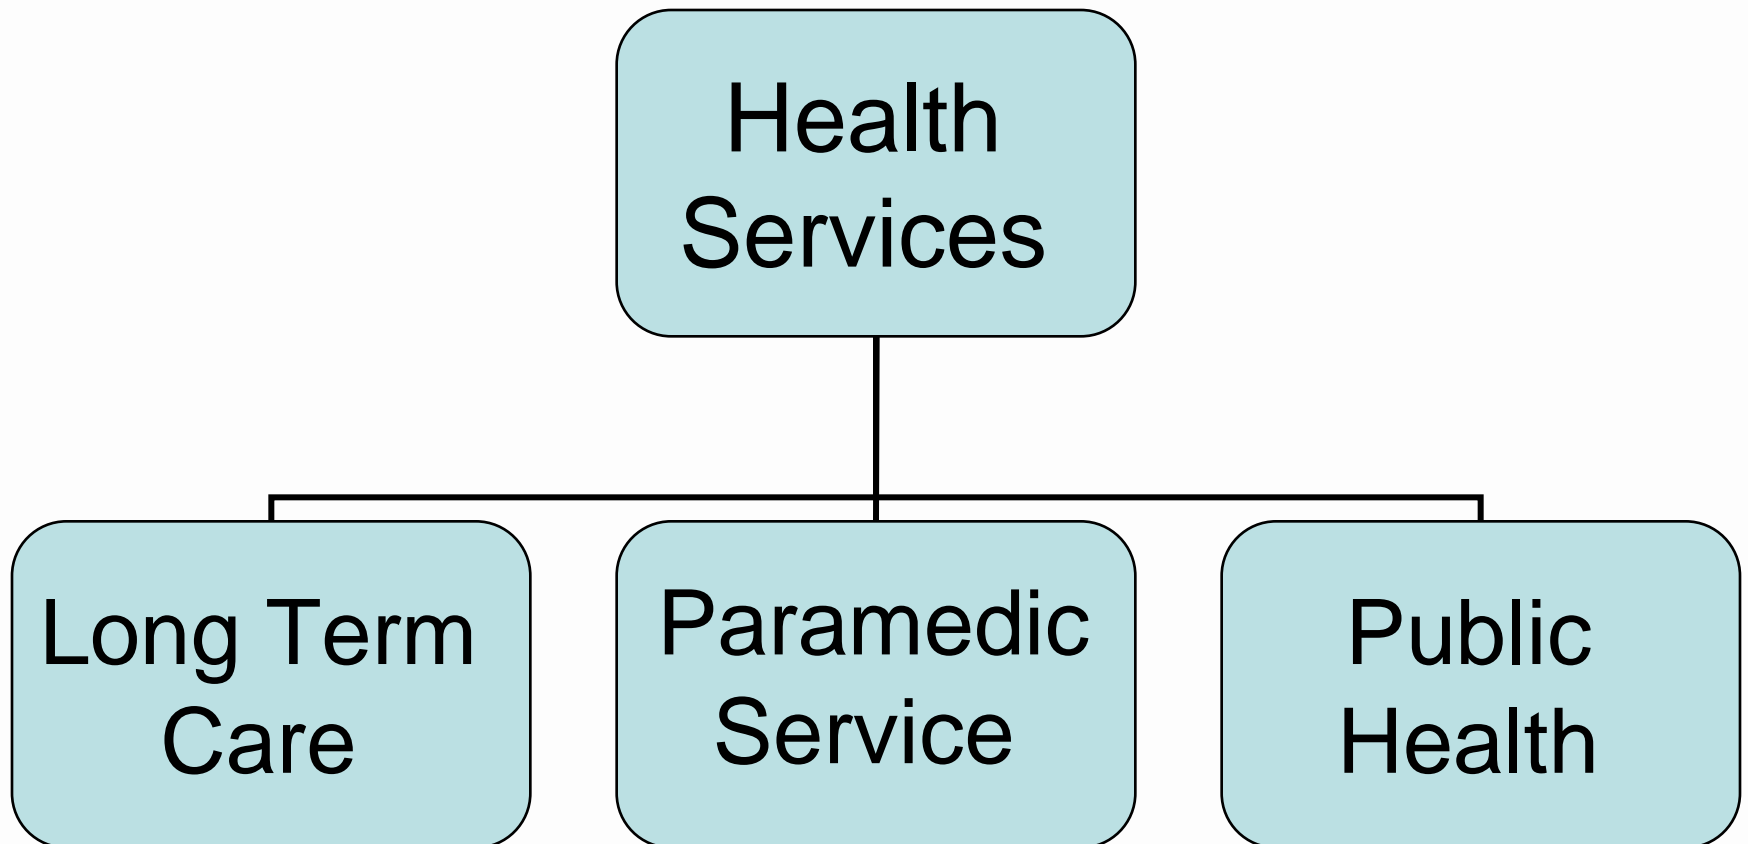 Health
Services
Long Term
Care
Paramedic
Service
Public
Health